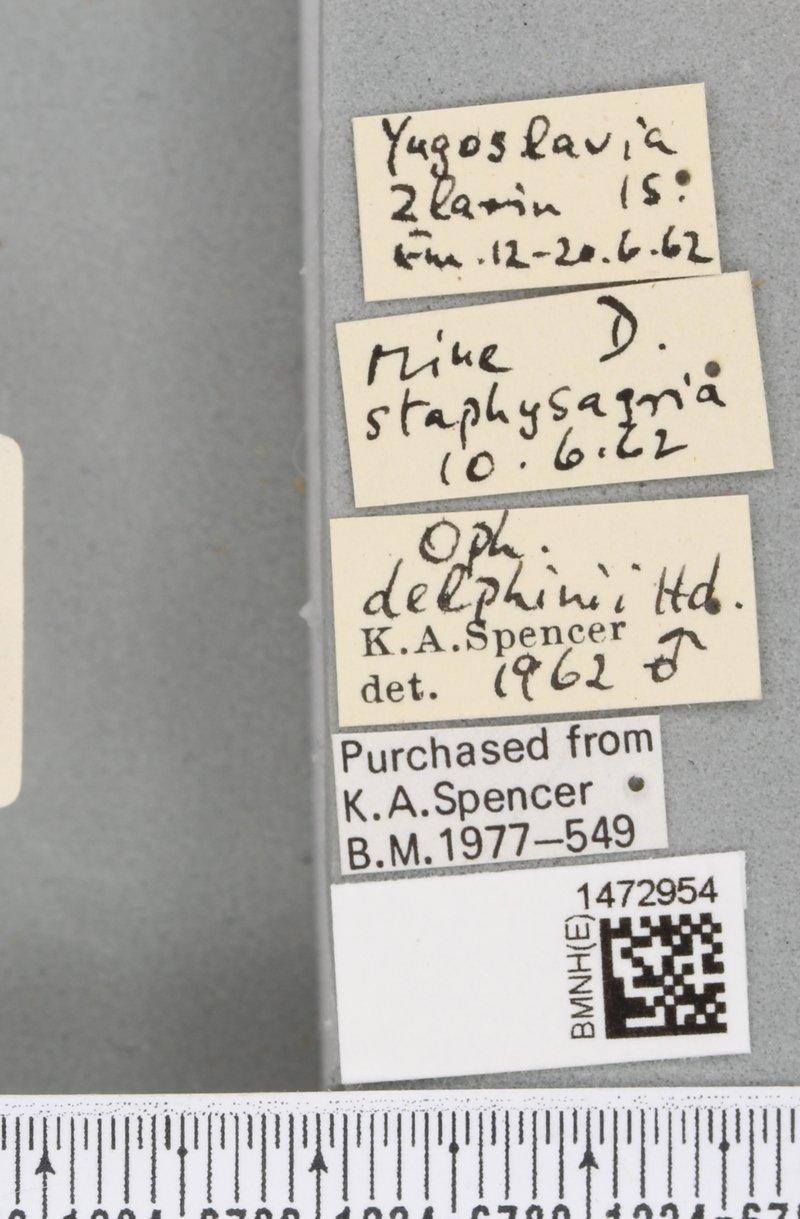 Yugoslavia
Zlarin Is.
Em. 12-20.6.62
Mine D.
staphysagria
10.6.62
Oph.
delphinii Hd.
K.A.Spencer
det. 1962 ♂
Purchased from
K.A.Spencer
B.M.1977–549
1472954
BMNH(E)